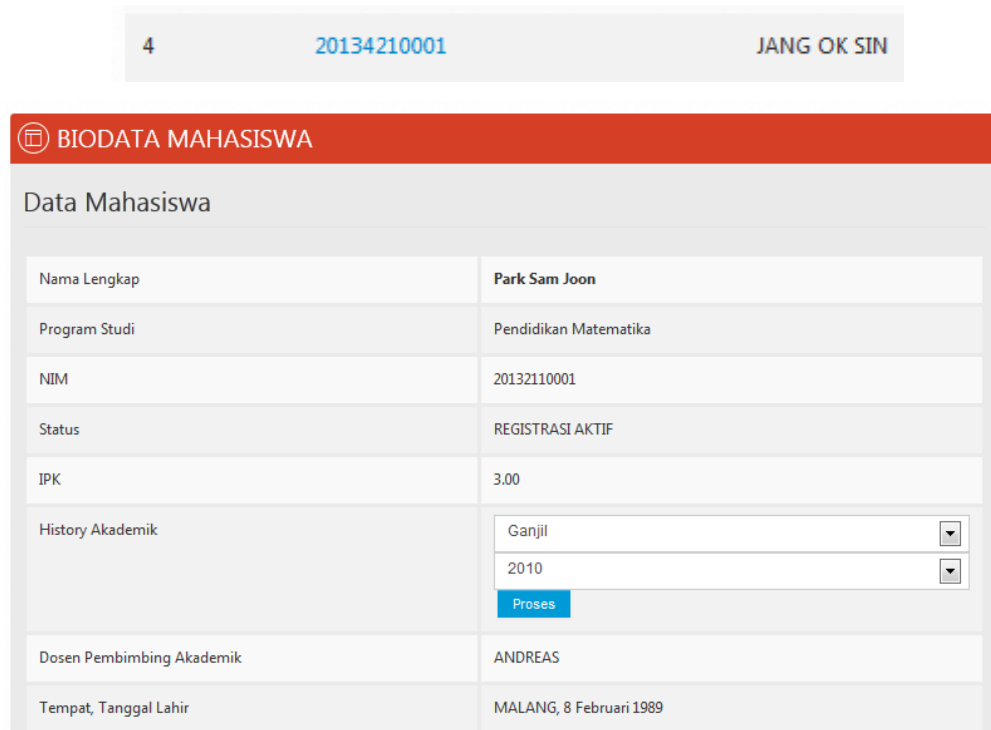 4 20134210001 JANG OK SIN
BIODATA MAHASISWA
Data Mahasiswa
Nama Lengkap Park Sam Joon
Program Studi Pendidikan Matematika
NIM 20132110001
Status REGISTRASI AKTIF
IPK 3.00
History Akademik Ganjil
2010
Proses
Dosen Pembimbing Akademik ANDREAS
Tempat, Tanggal Lahir MALANG, 8 Februari 1989